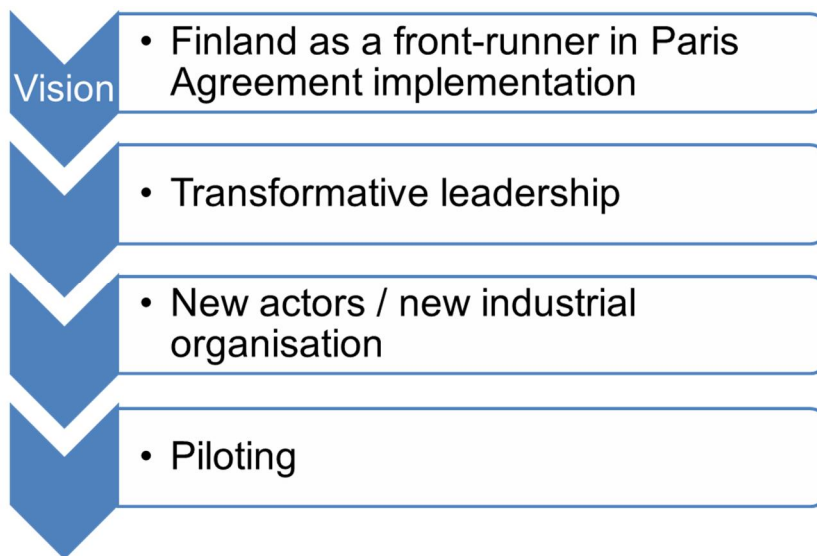 Vision
• Finland as a front-runner in Paris
Agreement implementation
• Transformative leadership
• New actors / new industrial
organisation
• Piloting